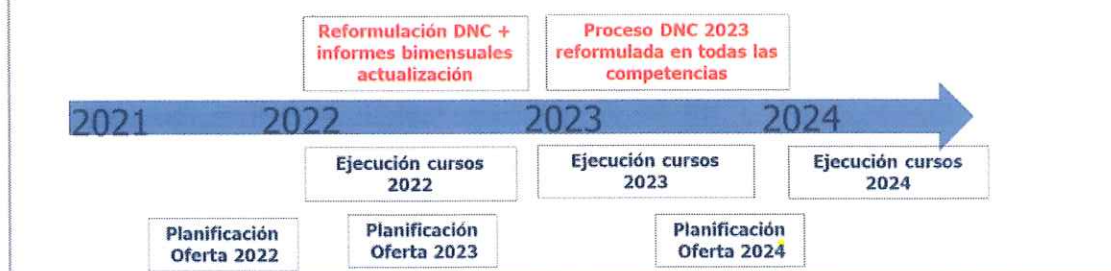 Reformulación DNC +
informes bimensuales
actualización
Proceso DNC 2023
reformulada en todas las
competencias
2021
2022
2023
2024
Ejecución cursos
2022
Ejecución cursos
2023
Ejecución cursos
2024
Planificación
Oferta 2022
Planificación
Oferta 2023
Planificación
Oferta 2024